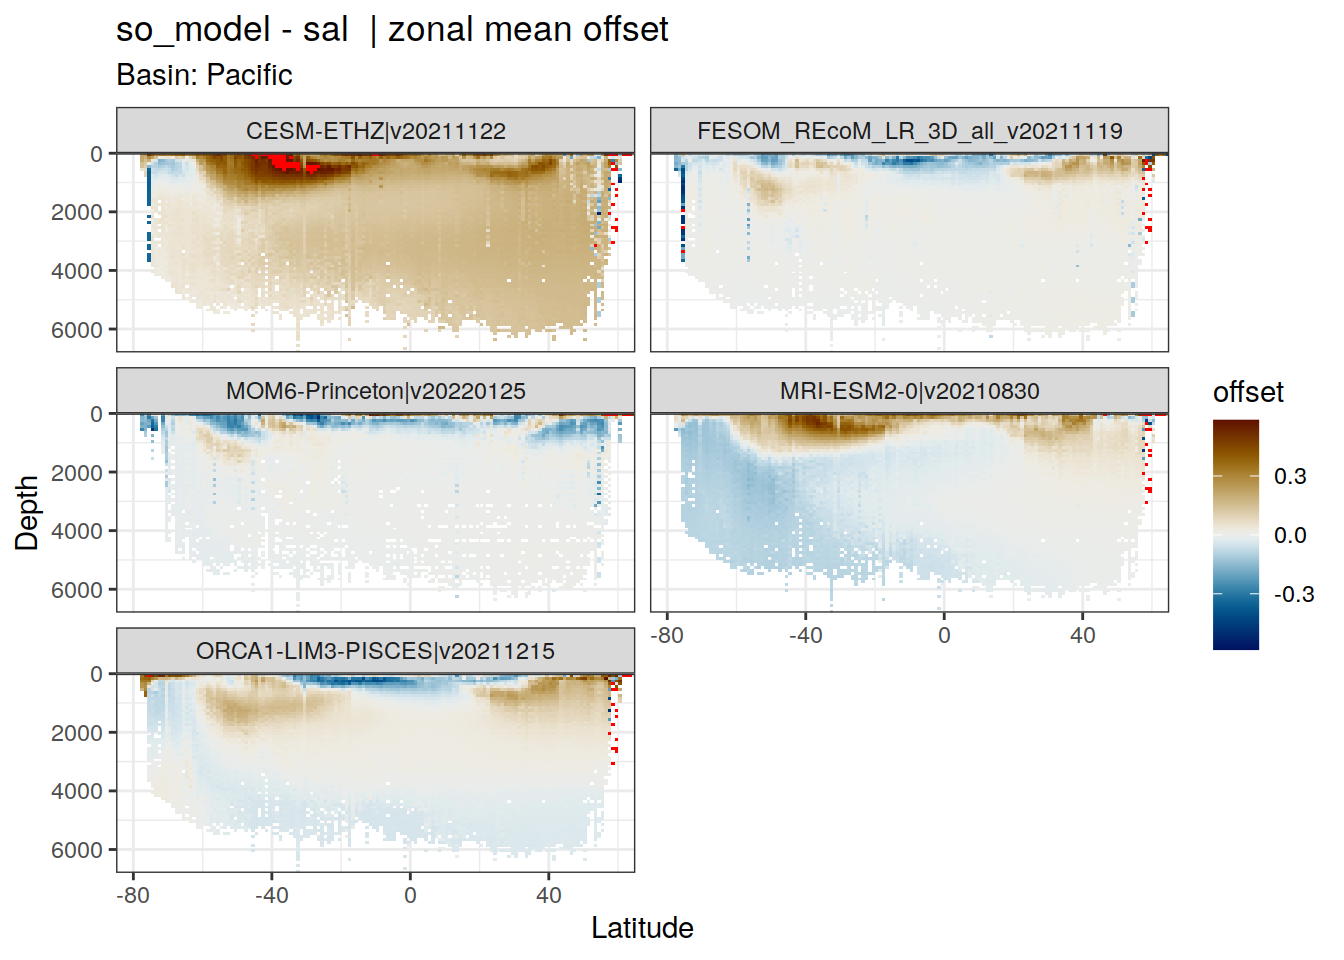 so_model - sal | zonal mean offset
Basin: Pacific
CESM-ETHZ|v20211122
FESOM_REcoM_LR_3D_all_v20211119
0
2000
4000
6000
MOM6-Princeton|v20220125
MRI-ESM2-0|v20210830
0
2000
4000
6000
-80
-40
0
40
ORCA1-LIM3-PISCES|v20211215
0
2000
4000
6000
-80
-40
0
40
Depth
Latitude
offset
0.3
0.0
-0.3